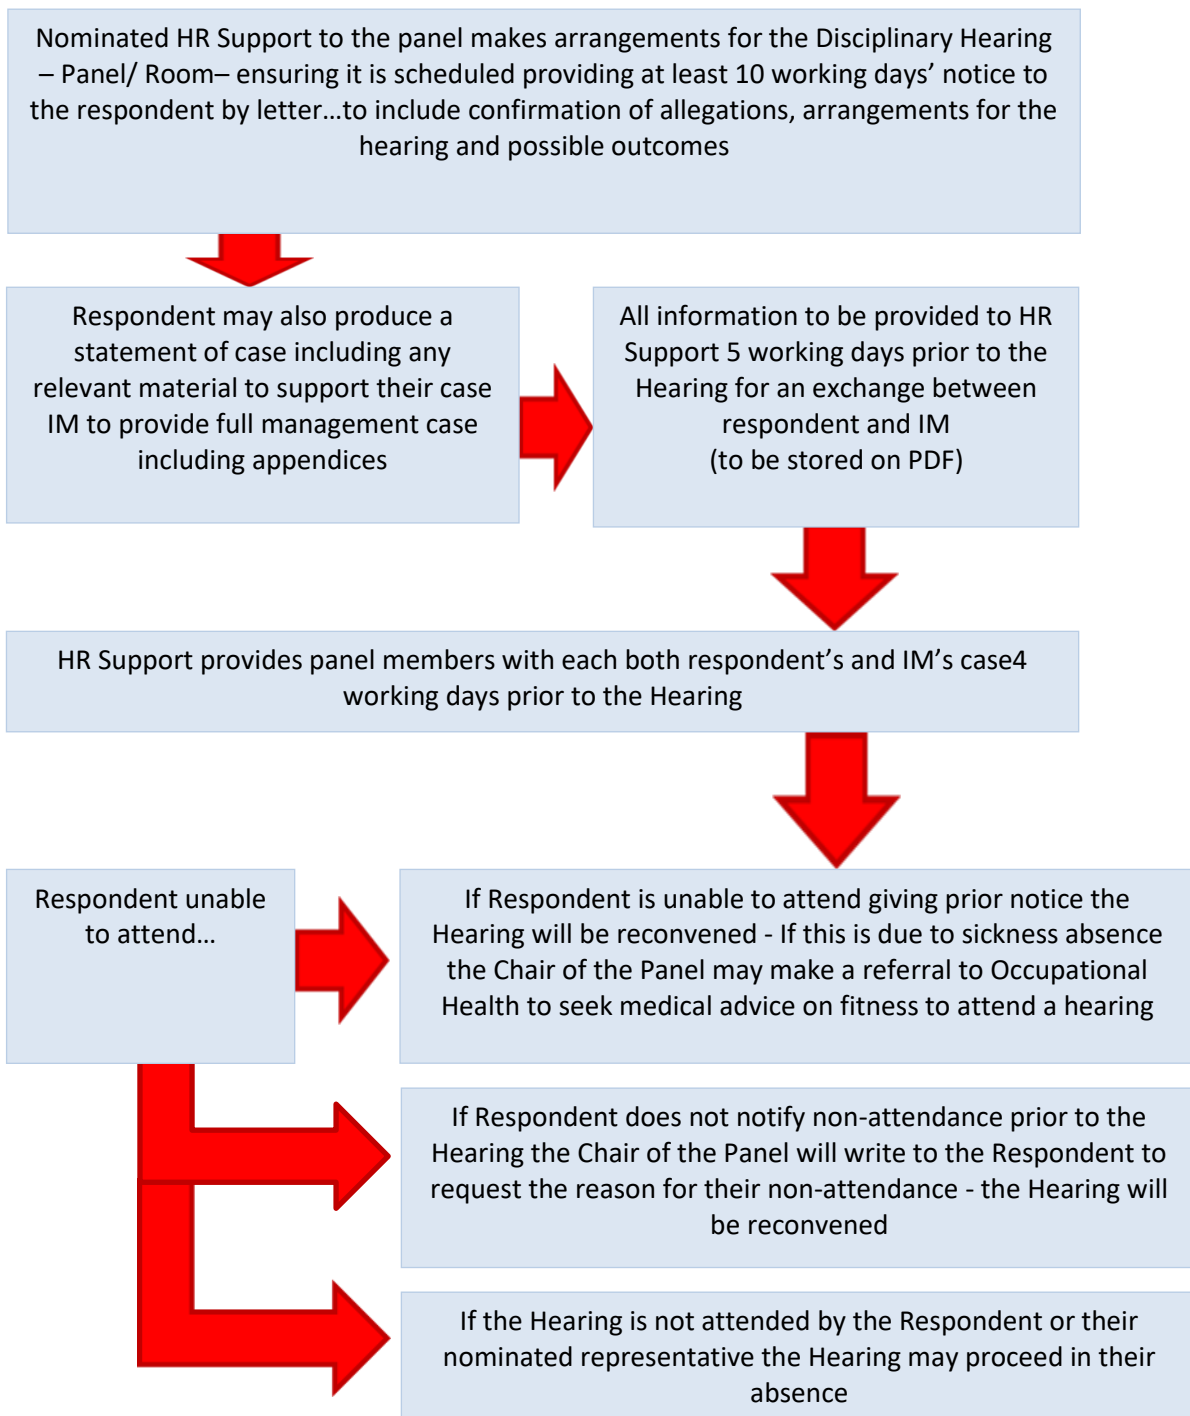 Nominated HR Support to the panel makes arrangements for the Disciplinary Hearing
– Panel/ Room– ensuring it is scheduled providing at least 10 working days’ notice to
the respondent by letter…to include confirmation of allegations, arrangements for the
hearing and possible outcomes
Respondent may also produce a
statement of case including any
relevant material to support their case
IM to provide full management case
including appendices
All information to be provided to HR
Support 5 working days prior to the
Hearing for an exchange between
respondent and IM
(to be stored on PDF)
HR Support provides panel members with each both respondent’s and IM’s case4
working days prior to the Hearing
Respondent unable
to attend…
If Respondent is unable to attend giving prior notice the
Hearing will be reconvened - If this is due to sickness absence
the Chair of the Panel may make a referral to Occupational
Health to seek medical advice on fitness to attend a hearing
If Respondent does not notify non-attendance prior to the
Hearing the Chair of the Panel will write to the Respondent to
request the reason for their non-attendance - the Hearing will
be reconvened
If the Hearing is not attended by the Respondent or their
nominated representative the Hearing may proceed in their
absence